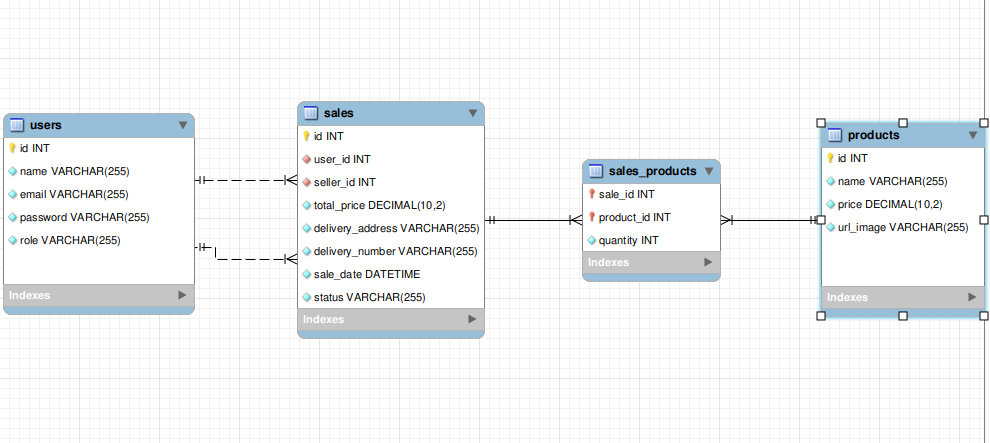 users
id INT
name VARCHAR(255)
email VARCHAR(255)
password VARCHAR(255)
role VARCHAR(255)
Indexes
sales
id INT
user_id INT
seller_id INT
total_price DECIMAL(10,2)
delivery_address VARCHAR(255)
delivery_number VARCHAR(255)
sale_date DATETIME
status VARCHAR(255)
Indexes
sales_products
sale_id INT
product_id INT
quantity INT
Indexes
products
id INT
name VARCHAR(255)
price DECIMAL(10,2)
url_image VARCHAR(255)
Indexes